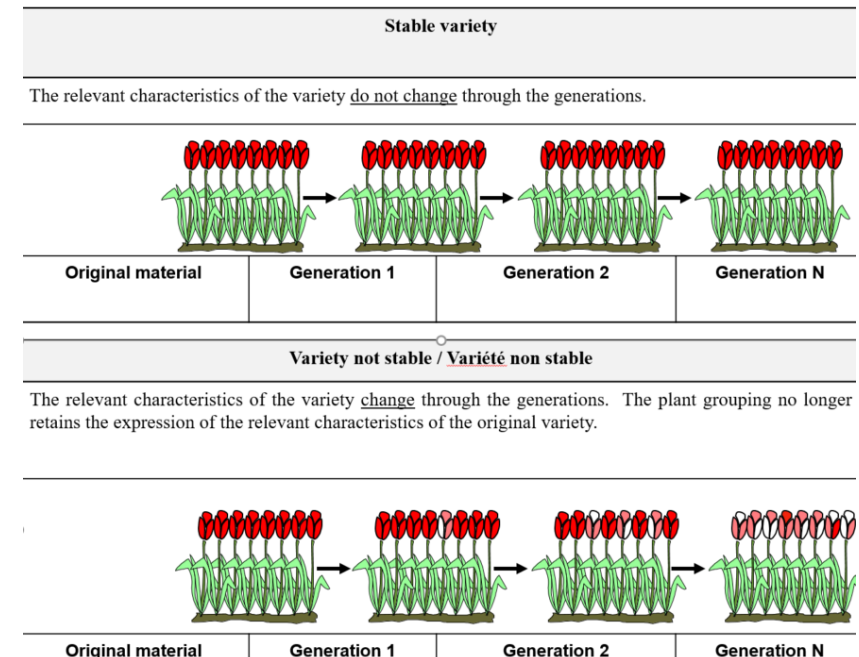 Stable variety
The relevant characteristics of the variety do not change through the generations.
Original material
Generation 1
Generation 2
Generation N
Variety not stable / Variété non stable
The relevant characteristics of the variety change through the generations. The plant grouping no longer
retains the expression of the relevant characteristics of the original variety.
Original material
Generation 1
Generation 2
Generation N